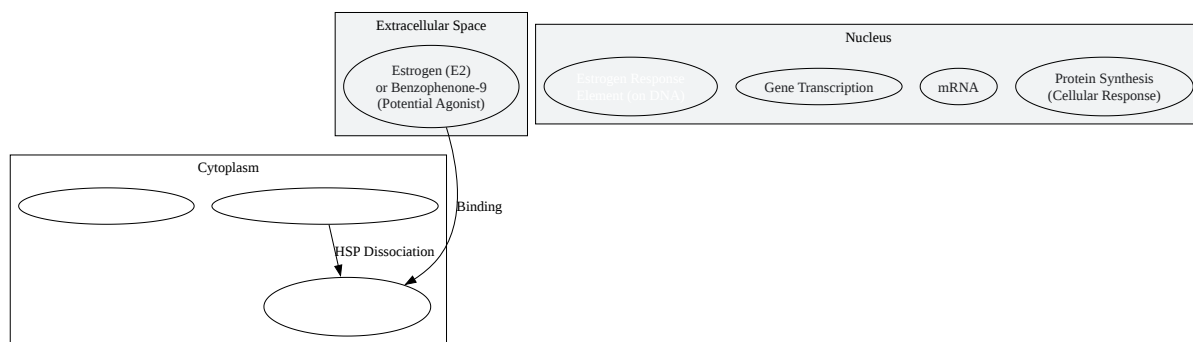 Extracellular Space
Estrogen (E2)
or Benzophenone-9
(Potential Agonist)
Nucleus
Estrogen Response
Element (on DNA)
Gene Transcription
mRNA
Protein Synthesis
(Cellular Response)
Cytoplasm
Binding
HSP Dissociation